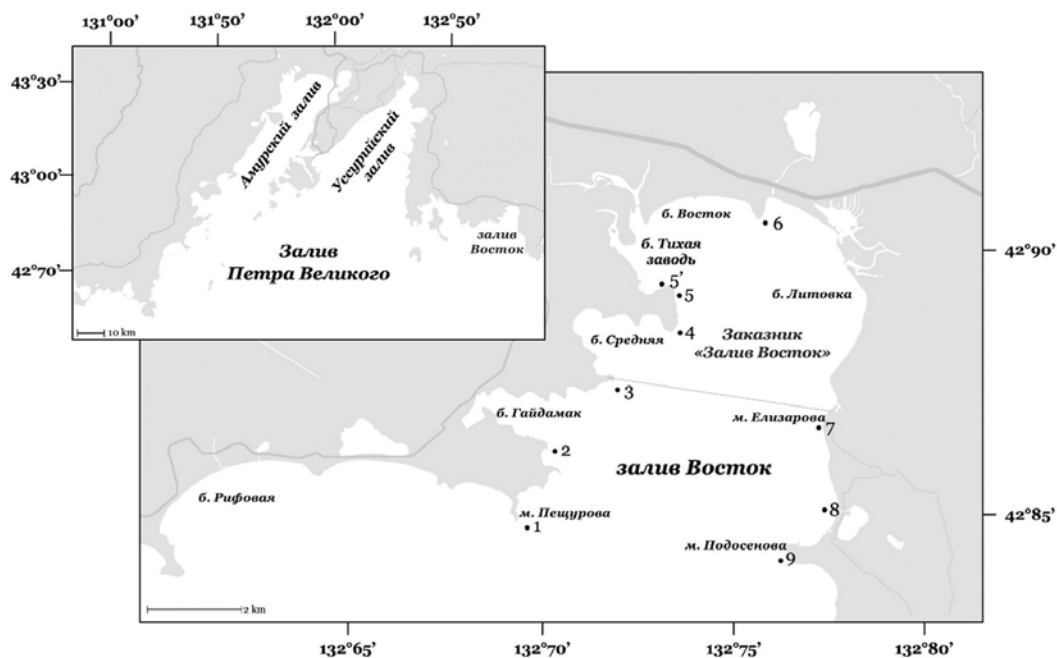 131°00’ 131°50’ 132°00’ 132°50’
43°30’
43°00’
42°70’
Амурский залив
Уссурийский
залив
Залив
Петра Великого
залив
Восток
10 km
б. Восток
6
б. Тихая
заводь
42°90’
5’
5
б. Литовка
4
б. Средняя
Заказник
«Залив Восток»
3
б. Гайдамак
м. Елизарова
7
2
залив Восток
б. Рифовая
м. Пещурова
1
8
42°85’
м. Подосенова
9
2 km
132°65’ 132°70’ 132°75’ 132°80’